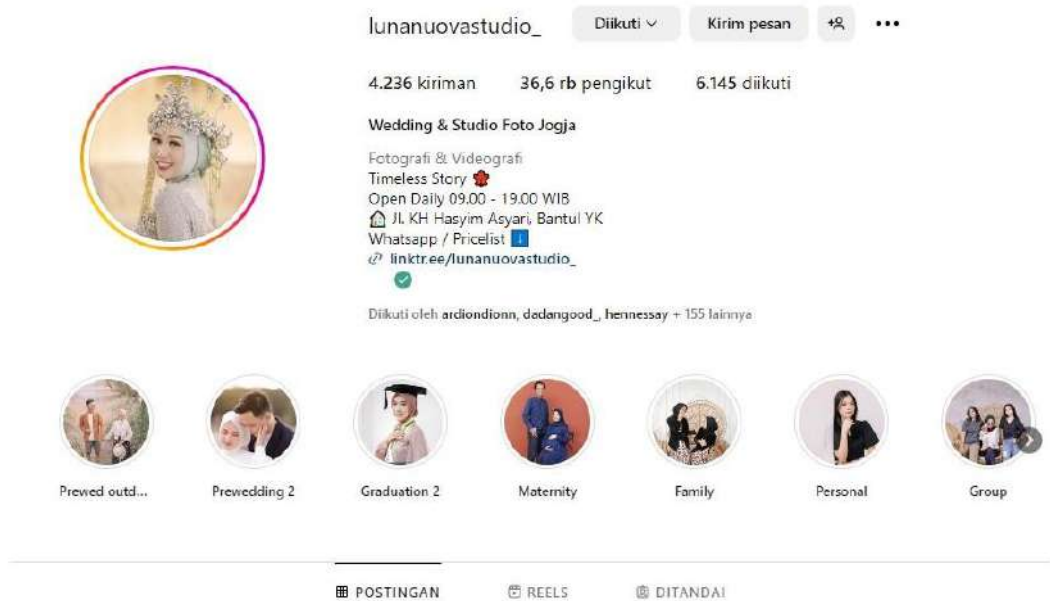 lunanuovastudio_ Diikuti Kirim pesan
4.236 kiriman 36,6 rb pengikut 6.145 diikuti
Wedding & Studio Foto Jogja
Fotografi & Videografi
Timeless Story
Open Daily 09.00 - 19.00 WIB
Jl. KH Hasyim Asyari, Bantul YK
Whatsapp / Pricelist
linktr.ee/lunanuovastudio_
Diikuti oleh ardiondionn, dadangood_, hennessay + 155 lainnya
Prewed outd... Prewedding 2 Graduation 2 Maternity Family Personal Group
POSTINGAN REELS DITANDAI